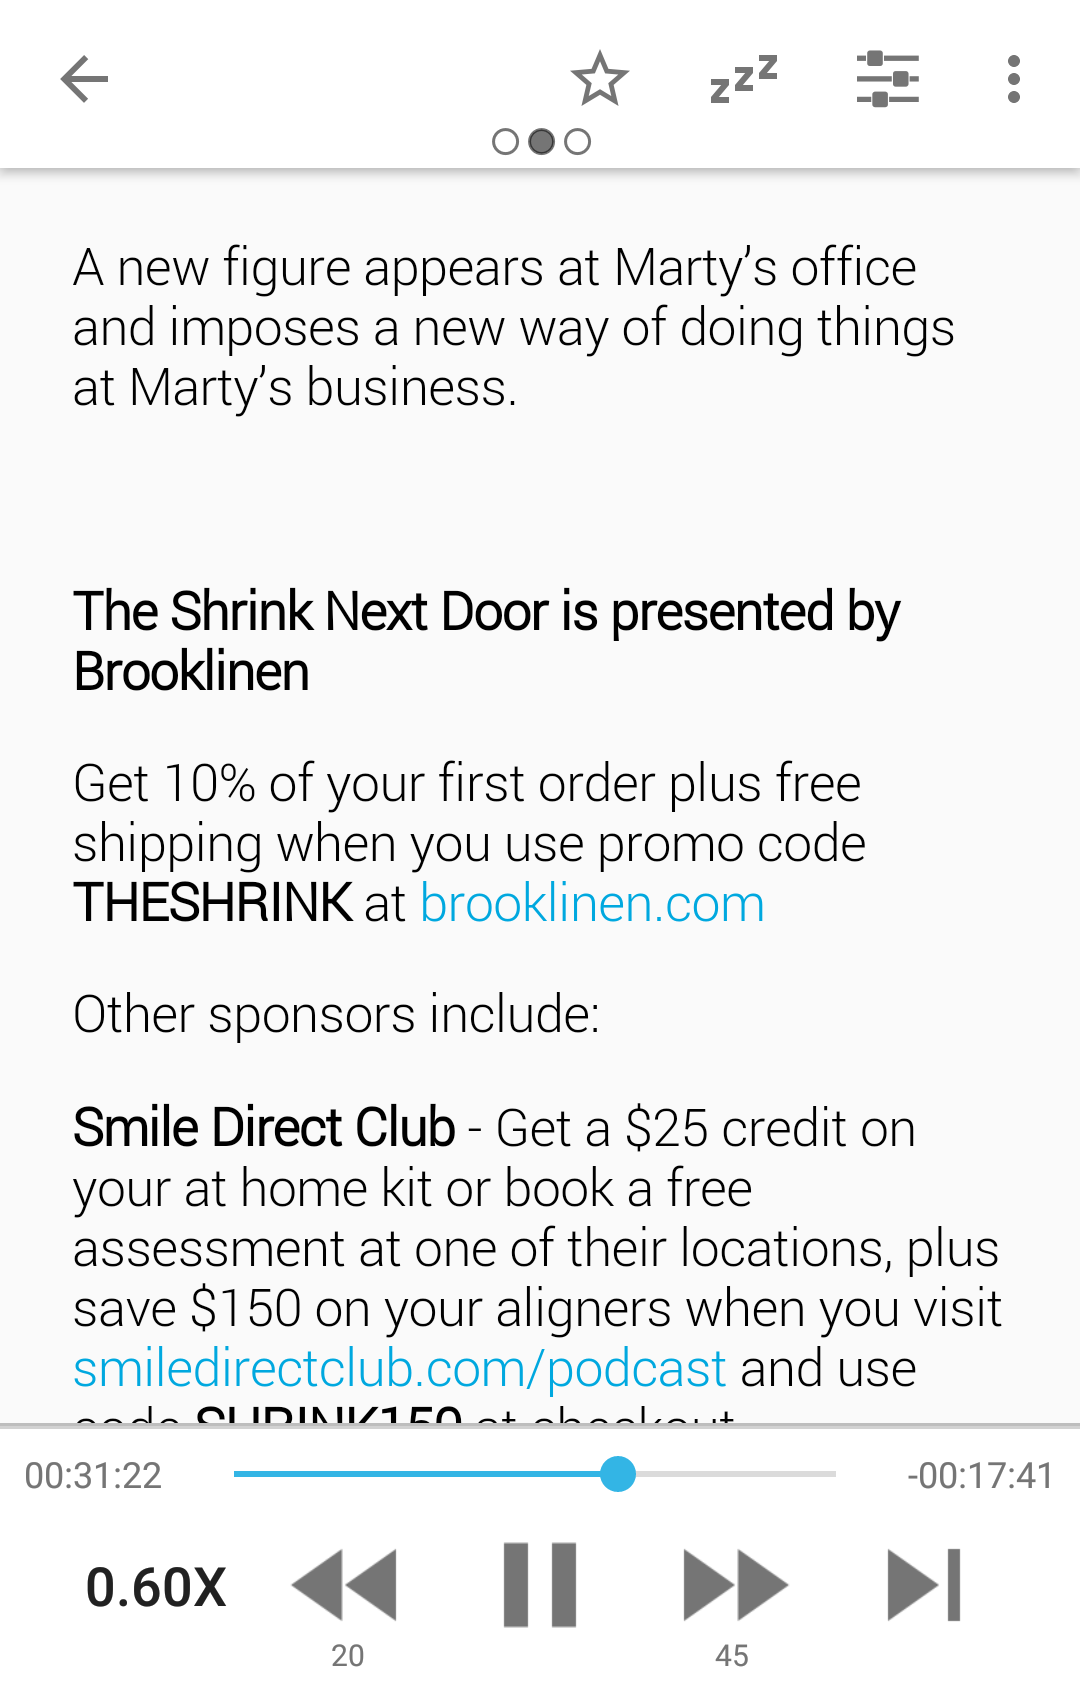 zzz
A new figure appears at Marty’s office
and imposes a new way of doing things
at Marty’s business.
The Shrink Next Door is presented by
Brooklinen
Get 10% of your first order plus free
shipping when you use promo code
THESHRINK at brooklinen.com
Other sponsors include:
Smile Direct Club - Get a $25 credit on
your at home kit or book a free
assessment at one of their locations, plus
save $150 on your aligners when you visit
smiledirectclub.com/podcast and use
code SHRINK150 at checkout
00:31:22 -00:17:41
0.60X
20 45